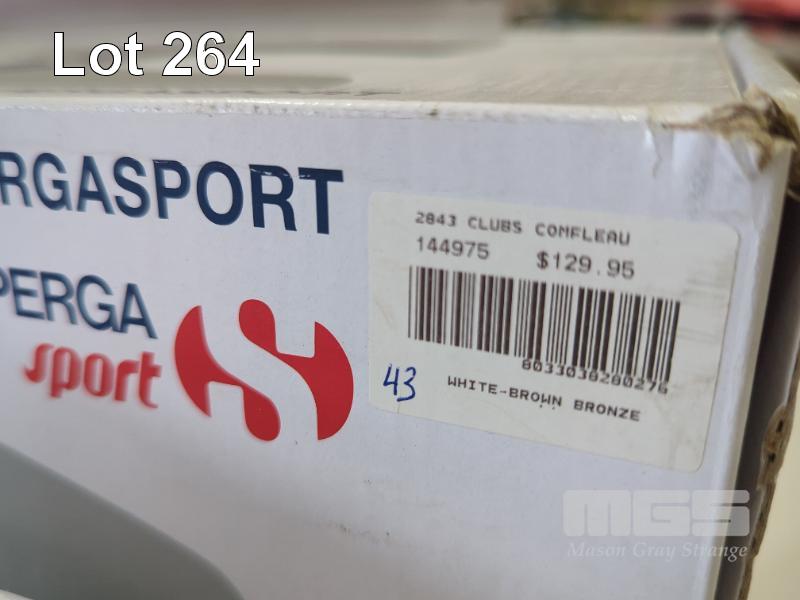 Lot 264
RGASPORT
PERGA
sport
2843 CLUBS COMFLEAU
144975 $129.95
8033038280276
43
WHITE-BROWN BRONZE
MGS
Mason Gray Strange